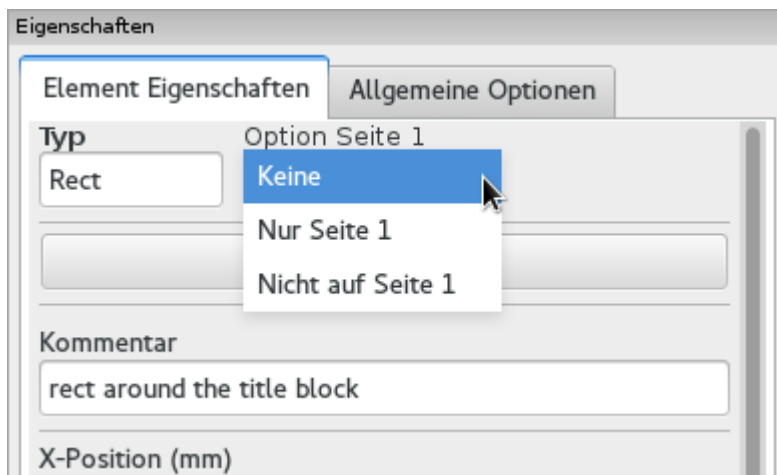 Eigenschaften
Element Eigenschaften
Allgemeine Optionen
Typ
Option Seite 1
Rect
Keine
Nur Seite 1
Nicht auf Seite 1
Kommentar
rect around the title block
X-Position (mm)